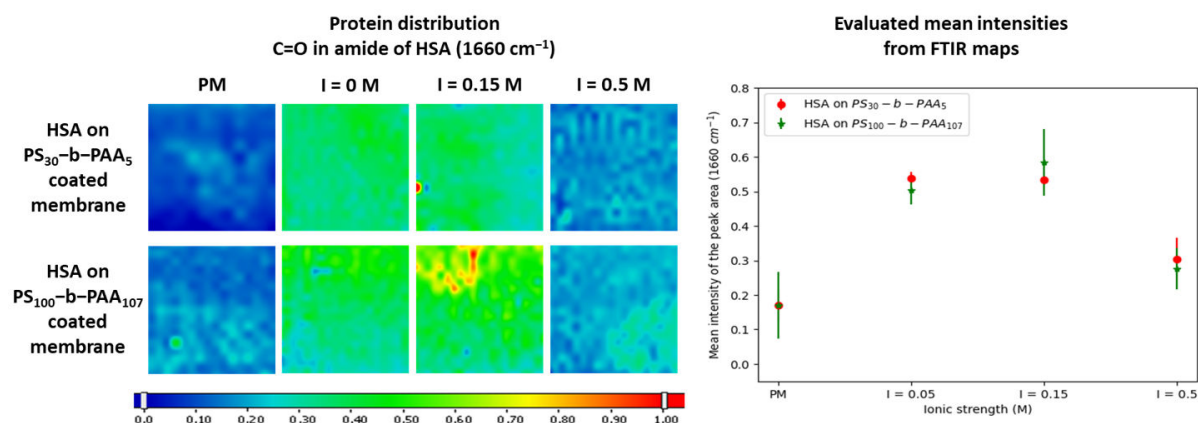 Protein distribution
C=O in amide of HSA (1660 cm⁻¹)
PM I = 0 M I = 0.15 M I = 0.5 M
HSA on
PS₃₀–b–PAA₅
coated
membrane
HSA on
PS₁₀₀–b–PAA₁₀₇
coated
membrane
0.0 0.10 0.20 0.30 0.40 0.50 0.60 0.70 0.80 0.90 1.00
Evaluated mean intensities
from FTIR maps
HSA on PS₃₀ − b − PAA₅
HSA on PS₁₀₀ − b − PAA₁₀₇
Mean intensity of the peak area (1660 cm⁻¹)
0.8
0.7
0.6
0.5
0.4
0.3
0.2
0.1
0.0
PM I = 0.05 I = 0.15 I = 0.5
Ionic strength (M)